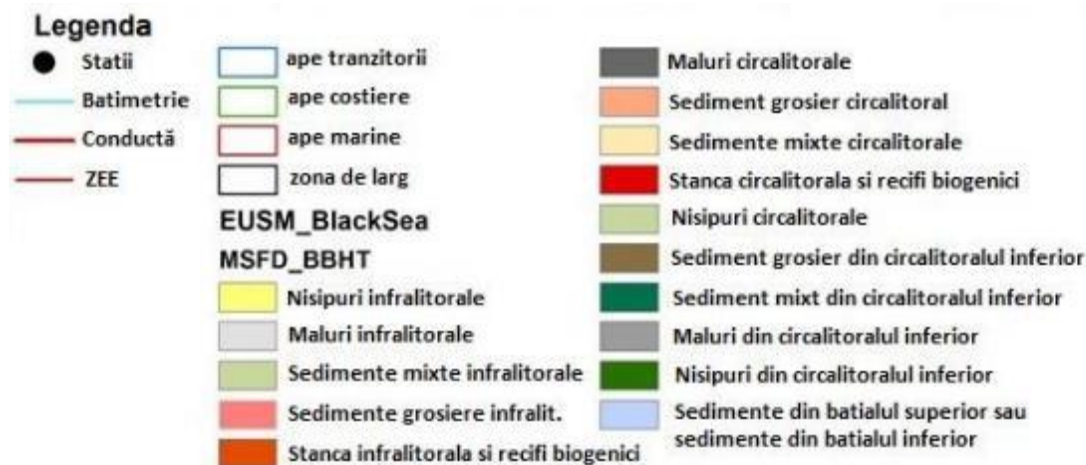 Legenda
Statii
Batimetrie
Conductă
ZEE
ape tranzitorii
ape costiere
ape marine
zona de larg
EUSM_BlackSea
MSFD_BBHT
Nisipuri infralitorale
Maluri infralitorale
Sedimente mixte infralitorale
Sedimente grosiere infralit.
Stanca infralitorala si recifi biogenici
Maluri circalitorale
Sediment grosier circalitoral
Sedimente mixte circalitorale
Stanca circalitorala si recifi biogenici
Nisipuri circalitorale
Sediment grosier din circalitoralul inferior
Sediment mixt din circalitoralul inferior
Maluri din circalitoralul inferior
Nisipuri din circalitoralul inferior
Sedimente din batialul superior sau
sedimente din batialul inferior